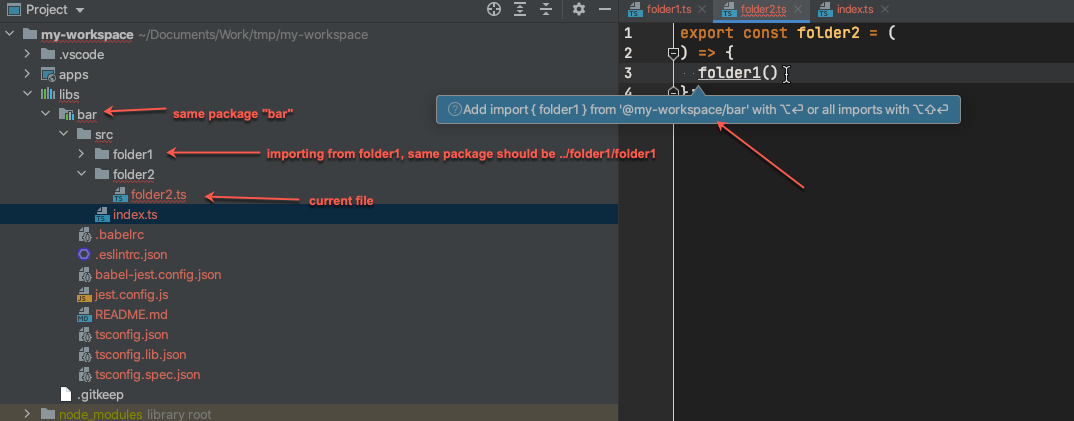 Project
my-workspace ~/Documents/Work/tmp/my-workspace
.vscode
apps
libs
bar
same package "bar"
src
folder1
importing from folder1, same package should be ../folder1/folder1
folder2
folder2.ts
current file
index.ts
.babelrc
.eslintrc.json
babel-jest.config.json
jest.config.js
README.md
tsconfig.json
tsconfig.lib.json
tsconfig.spec.json
.gitkeep
node_modules library root
folder1.ts
folder2.ts
index.ts
1 export const folder2 = (
2 ) => {
3 folder1()
4 };
Add import { folder1 } from '@my-workspace/bar' with ⌥⏎ or all imports with ⌥⇧⏎